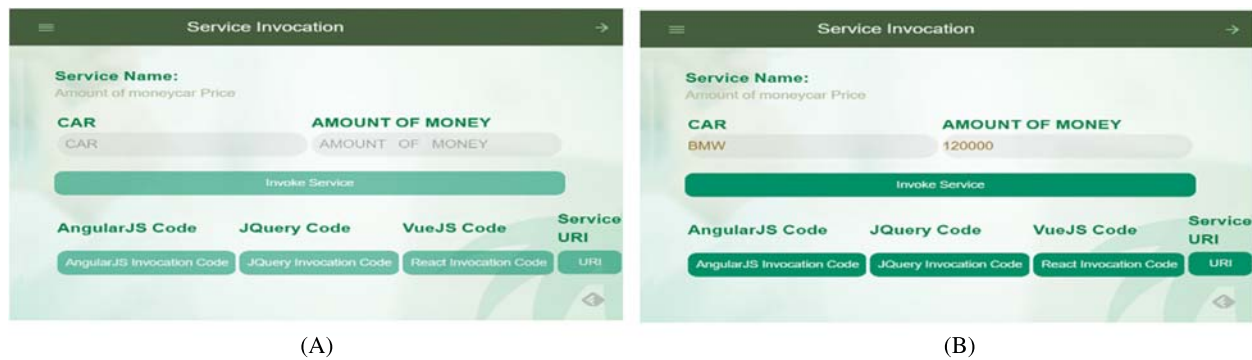 Service Invocation
Service Name:
Amount of moneycar Price
CAR AMOUNT OF MONEY
CAR AMOUNT OF MONEY
Invoke Service
AngularJS Code JQuery Code VueJS Code Service URI
AngularJS Invocation Code JQuery Invocation Code React Invocation Code URI
(A)
Service Invocation
Service Name:
Amount of moneycar Price
CAR AMOUNT OF MONEY
BMW 120000
Invoke Service
AngularJS Code JQuery Code VueJS Code Service URI
AngularJS Invocation Code JQuery Invocation Code React Invocation Code URI
(B)